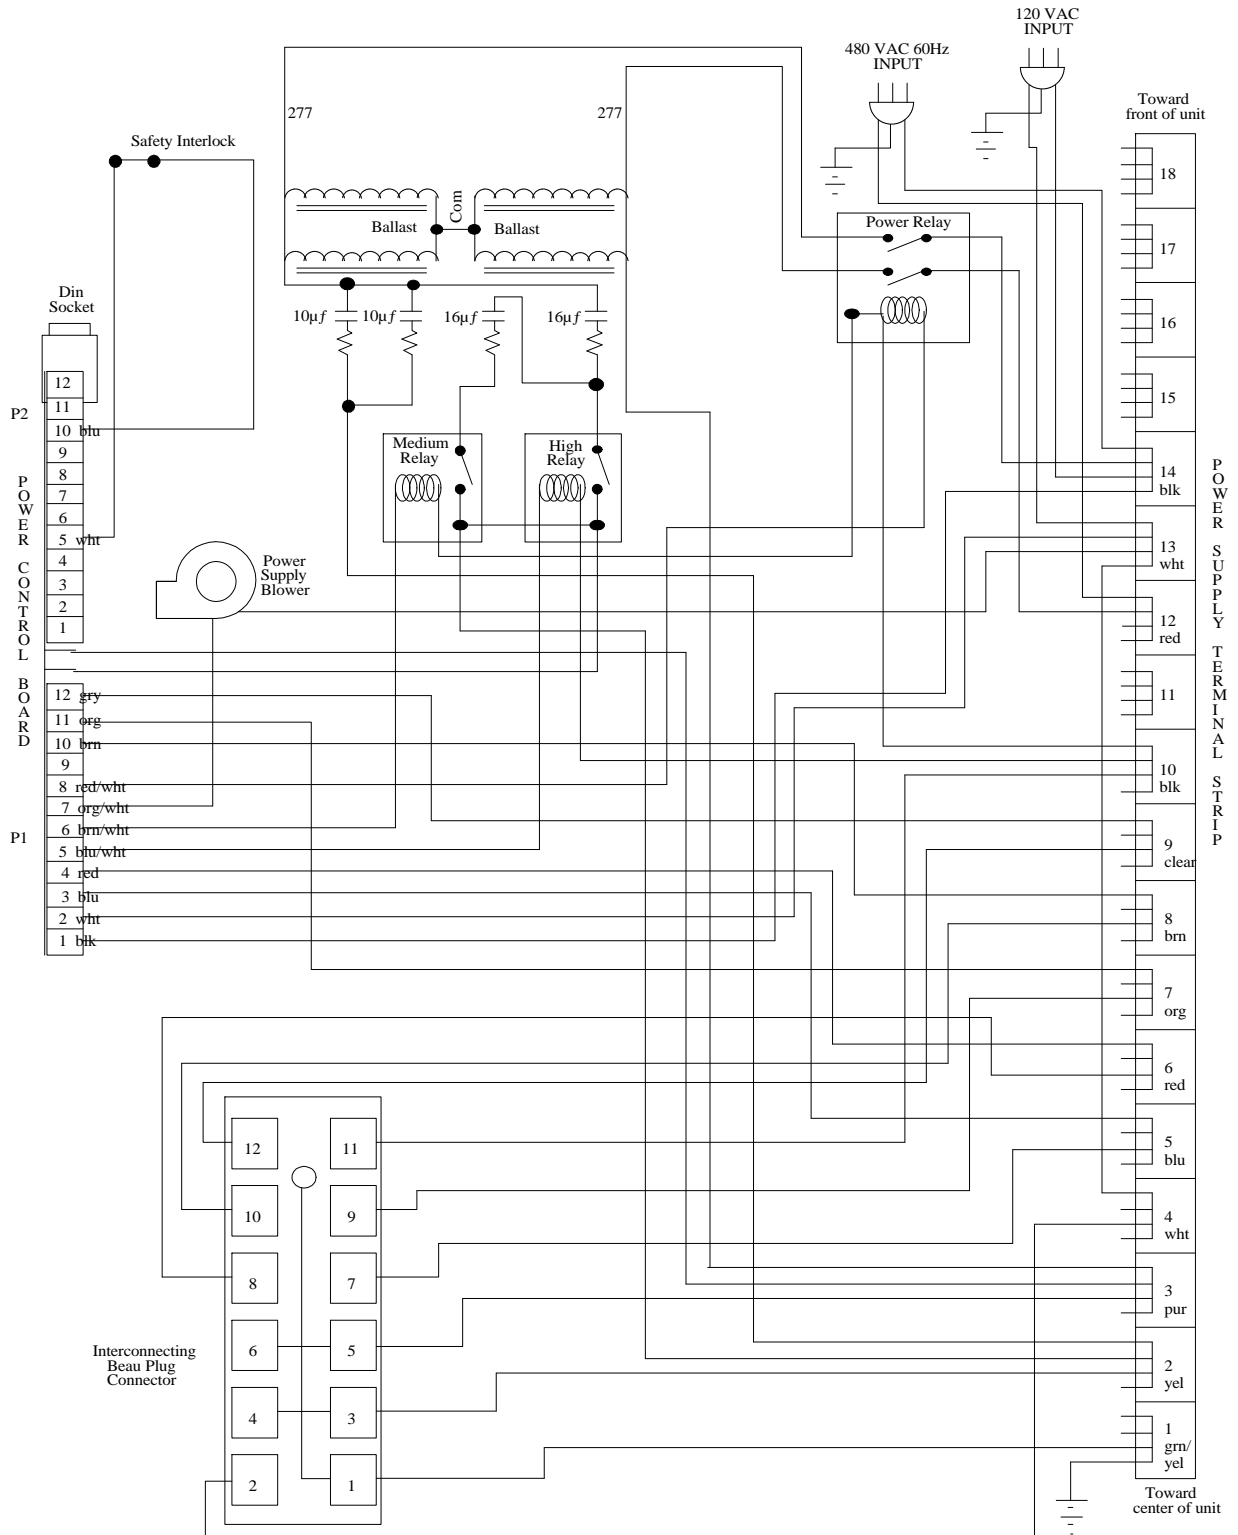 120 VAC
INPUT
480 VAC 60Hz
INPUT
Toward
front of unit
277
277
Safety Interlock
18
Com
Ballast
Ballast
Power Relay
17
Din
Socket
10µf
10µf
16µf
16µf
16
15
P2
12
11
10 blu
9
8
7
6
5 wht
4
3
2
1
Medium
Relay
High
Relay
14
blk
POWER CONTROL BOARD
POWER SUPPLY TERMINAL STRIP
Power
Supply
Blower
13
wht
12
red
11
10
blk
P1
12 gry
11 org
10 brn
9
8 red/wht
7 org/wht
6 brn/wht
5 blu/wht
4 red
3 blu
2 wht
1 blk
9
clear
8
brn
7
org
6
red
5
blu
4
wht
3
pur
2
yel
1
grn/
yel
12
11
10
9
8
7
6
5
4
3
2
1
Interconnecting
Beau Plug
Connector
Toward
center of unit